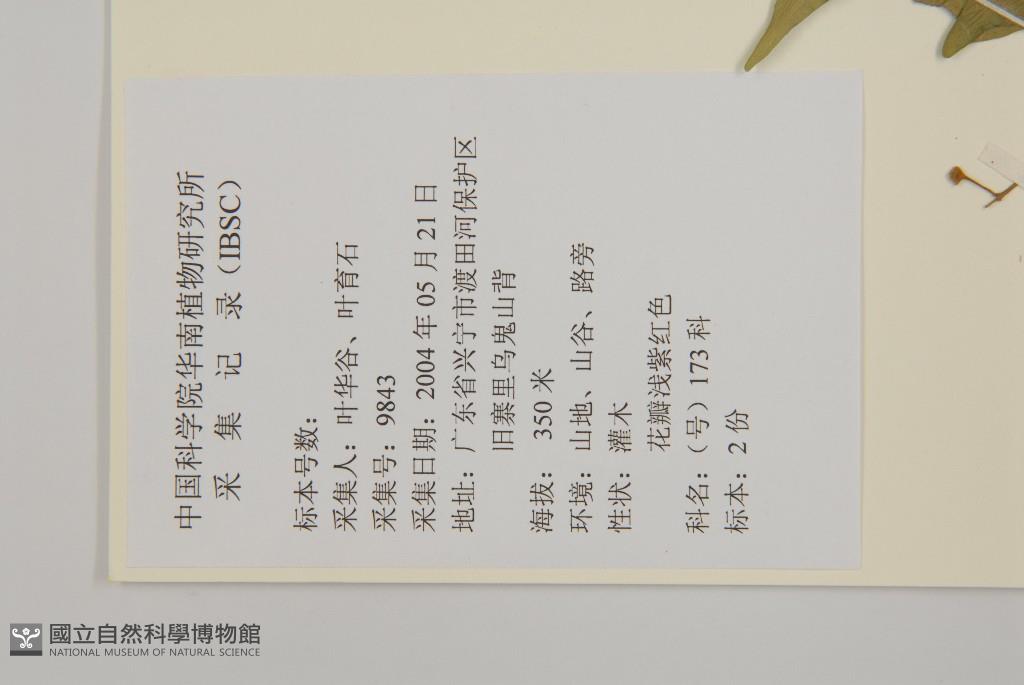 中国科学院华南植物研究所
采 集 记 录（IBSC）
标本号数：
采集人：叶华谷、叶育石
采集号：9843
采集日期：2004 年 05 月 21 日
地址：广东省兴宁市渡田河保护区
旧寨里乌鬼山背
海拔： 350 米
环境：山地、山谷、路旁
性状：灌木
花瓣浅紫红色
科名：（号）173 科
标本：2 份
國立自然科學博物館
NATIONAL MUSEUM OF NATURAL SCIENCE